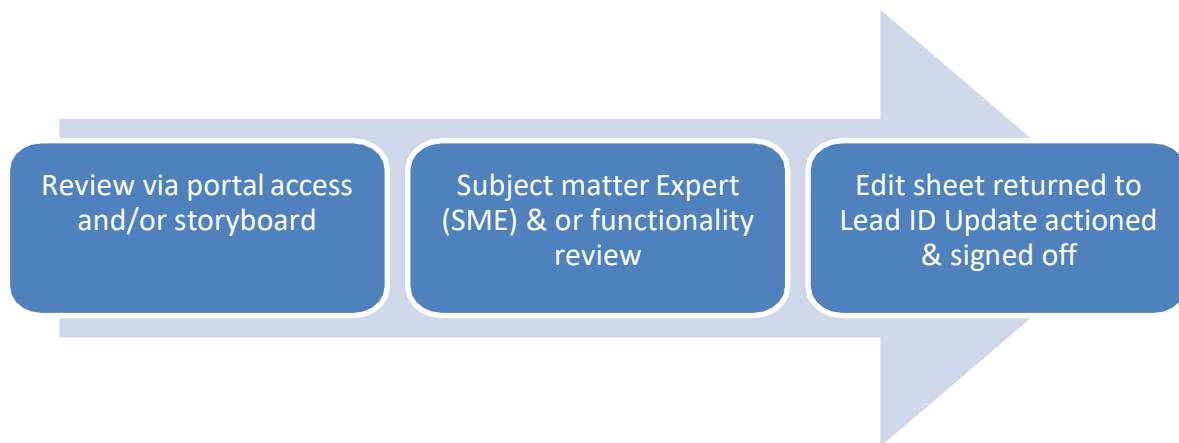 Review via portal access
and/or storyboard
Subject matter Expert
(SME) & or functionality
review
Edit sheet returned to
Lead ID Update actioned
& signed off